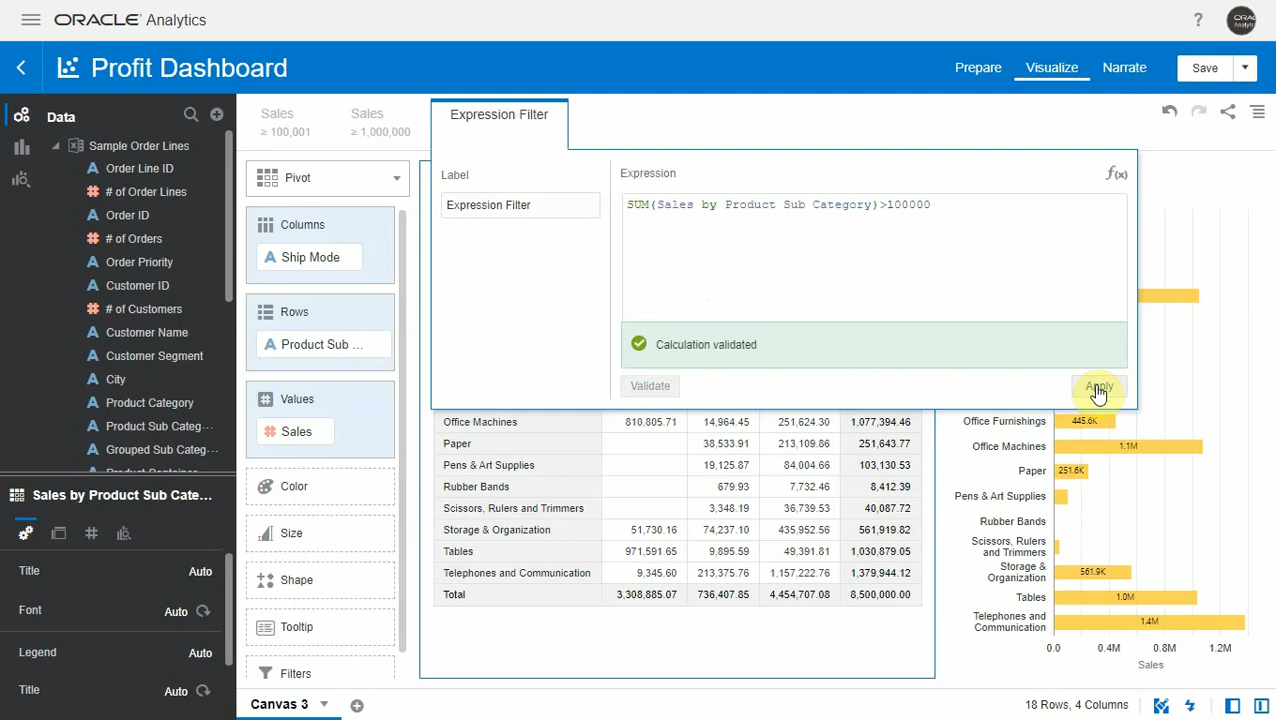 ORACLE Analytics
?
Profit Dashboard
Prepare
Visualize
Narrate
Save
Data
Sample Order Lines
Order Line ID
# of Order Lines
Order ID
# of Orders
Order Priority
Customer ID
# of Customers
Customer Name
Customer Segment
City
Product Category
Product Sub Categ...
Grouped Sub Categ...
Product Container
Sales by Product Sub Cate...
Title Auto
Font Auto
Legend Auto
Title Auto
Sales
≥ 100,001
Sales
≥ 1,000,000
Expression Filter
Pivot
Columns
A Ship Mode
Rows
A Product Sub ...
Values
# Sales
Color
Size
Shape
Tooltip
Filters
Label
Expression Filter
Expression
f(x)
SUM(Sales by Product Sub Category)>100000
Calculation validated
Validate
Apply
Office Machines 810,805.71 14,964.45 251,624.30 1,077,394.46
Paper 38,533.91 213,109.86 251,643.77
Pens & Art Supplies 19,125.87 84,004.66 103,130.53
Rubber Bands 679.93 7,732.46 8,412.39
Scissors, Rulers and Trimmers 3,348.19 36,739.53 40,087.72
Storage & Organization 51,730.16 74,237.10 435,952.56 561,919.82
Tables 971,591.65 9,895.59 49,391.81 1,030,879.05
Telephones and Communication 9,345.60 213,375.76 1,157,222.76 1,379,944.12
Total 3,308,885.07 736,407.85 4,454,707.08 8,500,000.00
Office Furnishings 445.6K
Office Machines 1.1M
Paper 251.6K
Pens & Art Supplies
Rubber Bands
Scissors, Rulers
and Trimmers
Storage &
Organization 561.9K
Tables 1.0M
Telephones and
Communication 1.4M
0.0 0.4M 0.8M 1.2M
Sales
Canvas 3
18 Rows, 4 Columns